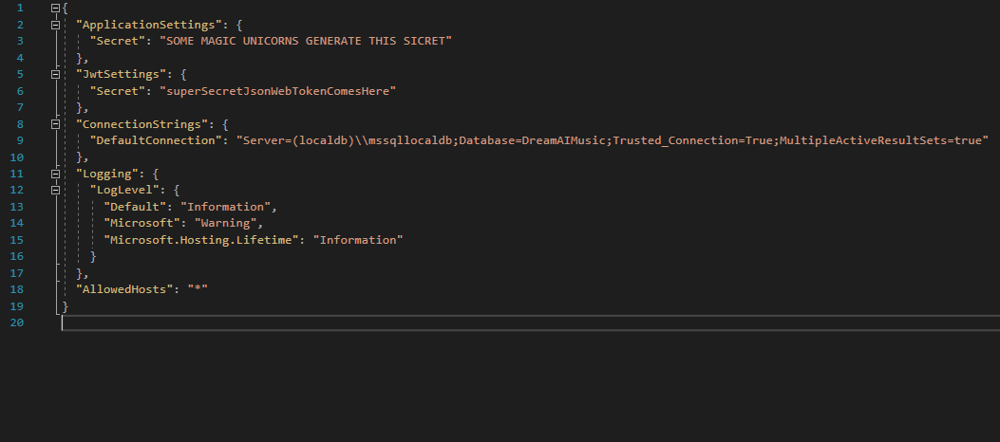 1 {
2 "ApplicationSettings": {
3 "Secret": "SOME MAGIC UNICORNS GENERATE THIS SICRET"
4 },
5 "JwtSettings": {
6 "Secret": "superSecretJsonWebTokenComesHere"
7 },
8 "ConnectionStrings": {
9 "DefaultConnection": "Server=(localdb)\\mssqllocaldb;Database=DreamAIMusic;Trusted_Connection=True;MultipleActiveResultSets=true"
10 },
11 "Logging": {
12 "LogLevel": {
13 "Default": "Information",
14 "Microsoft": "Warning",
15 "Microsoft.Hosting.Lifetime": "Information"
16 }
17 },
18 "AllowedHosts": "*"
19 }
20